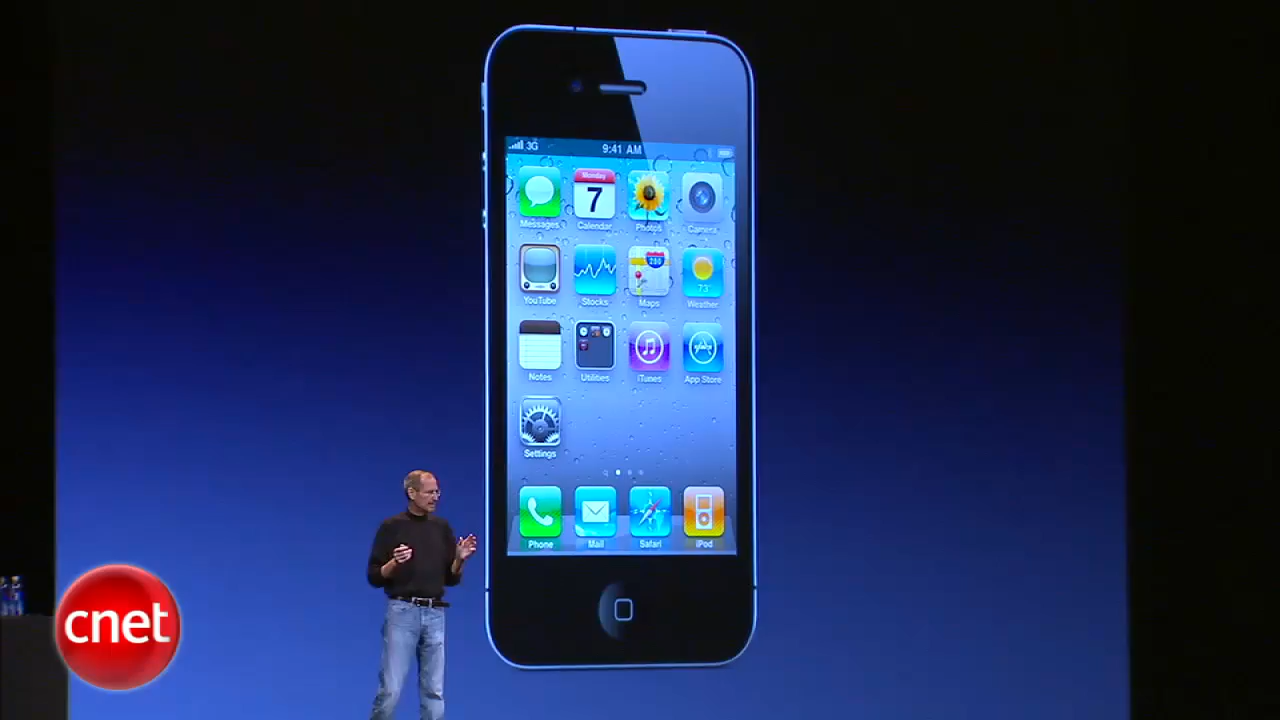 3G 9:41 AM
Monday
7
280
Messages Calendar Photos Camera
73°
YouTube Stocks Maps Weather
Notes Utilities iTunes App Store
Settings
Phone Mail Safari iPod
cnet